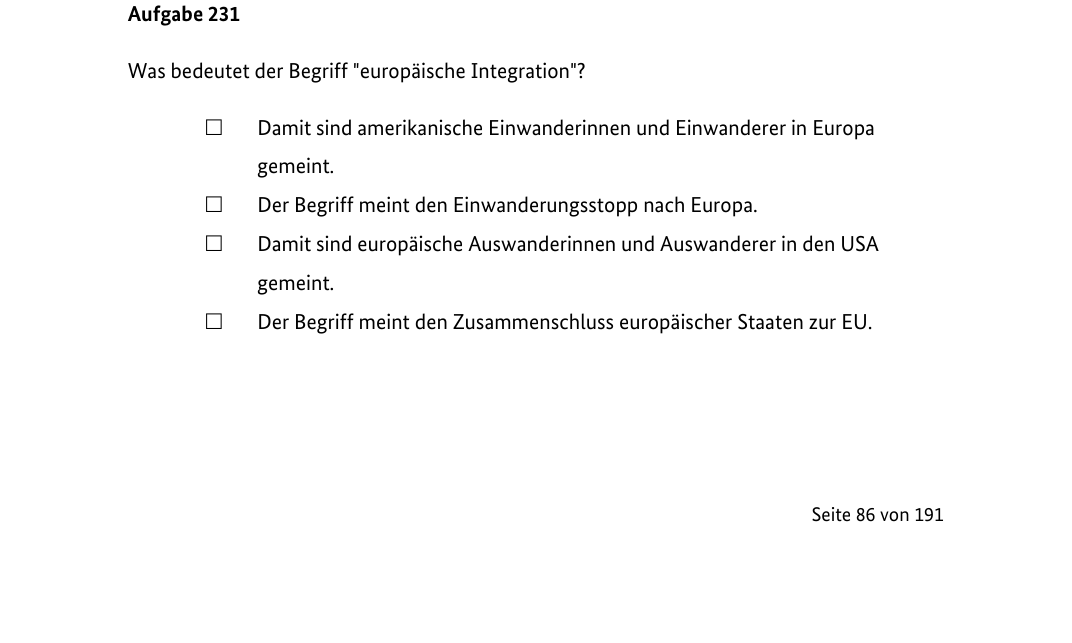 Aufgabe 231
Was bedeutet der Begriff "europäische Integration"?
☐ Damit sind amerikanische Einwanderinnen und Einwanderer in Europa
gemeint.
☐ Der Begriff meint den Einwanderungsstopp nach Europa.
☐ Damit sind europäische Auswanderinnen und Auswanderer in den USA
gemeint.
☐ Der Begriff meint den Zusammenschluss europäischer Staaten zur EU.
Seite 86 von 191